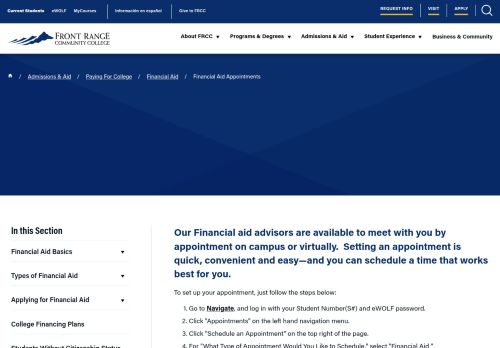 Current Students eWOLF MyCourses Información en español Give to FRCC REQUEST INFO VISIT APPLY
FRONT RANGE
COMMUNITY COLLEGE
About FRCC Programs & Degrees Admissions & Aid Student Experience Business & Community
/ Admissions & Aid / Paying For College / Financial Aid / Financial Aid Appointments
In this Section
Financial Aid Basics
Types of Financial Aid
Applying for Financial Aid
College Financing Plans
Students Without Citizenship Status
Our Financial aid advisors are available to meet with you by
appointment on campus or virtually. Setting an appointment is
quick, convenient and easy—and you can schedule a time that works
best for you.
To set up your appointment, just follow the steps below:
1. Go to Navigate, and log in with your Student Number(S#) and eWOLF password.
2. Click "Appointments" on the left hand navigation menu.
3. Click "Schedule an Appointment" on the top right of the page.
4. For "What Type of Appointment Would You Like to Schedule," select "Financial Aid."